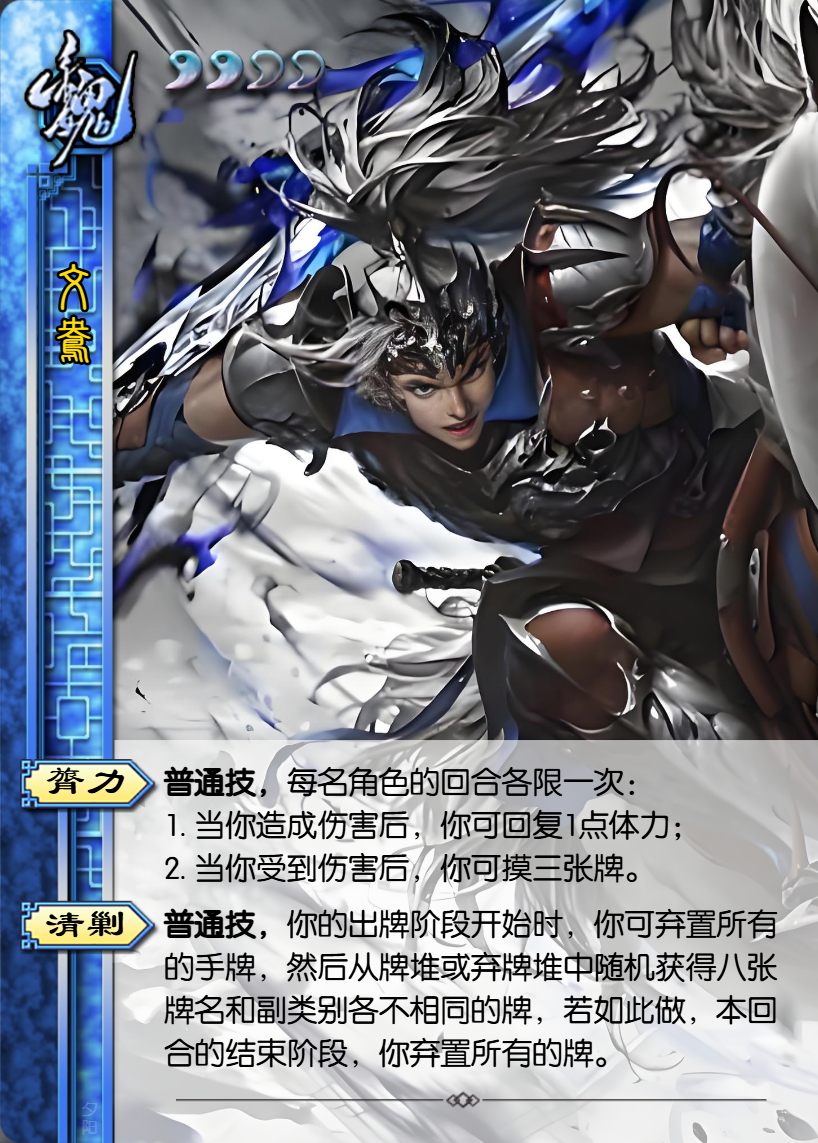 魏
文鸯
膂力
普通技，每名角色的回合各限一次：
1. 当你造成伤害后，你可回复1点体力；
2. 当你受到伤害后，你可摸三张牌。
清剿
普通技，你的出牌阶段开始时，你可弃置所有
的手牌，然后从牌堆或弃牌堆中随机获得八张
牌名和副类别各不相同的牌，若如此做，本回
合的结束阶段，你弃置所有的牌。
夕阳